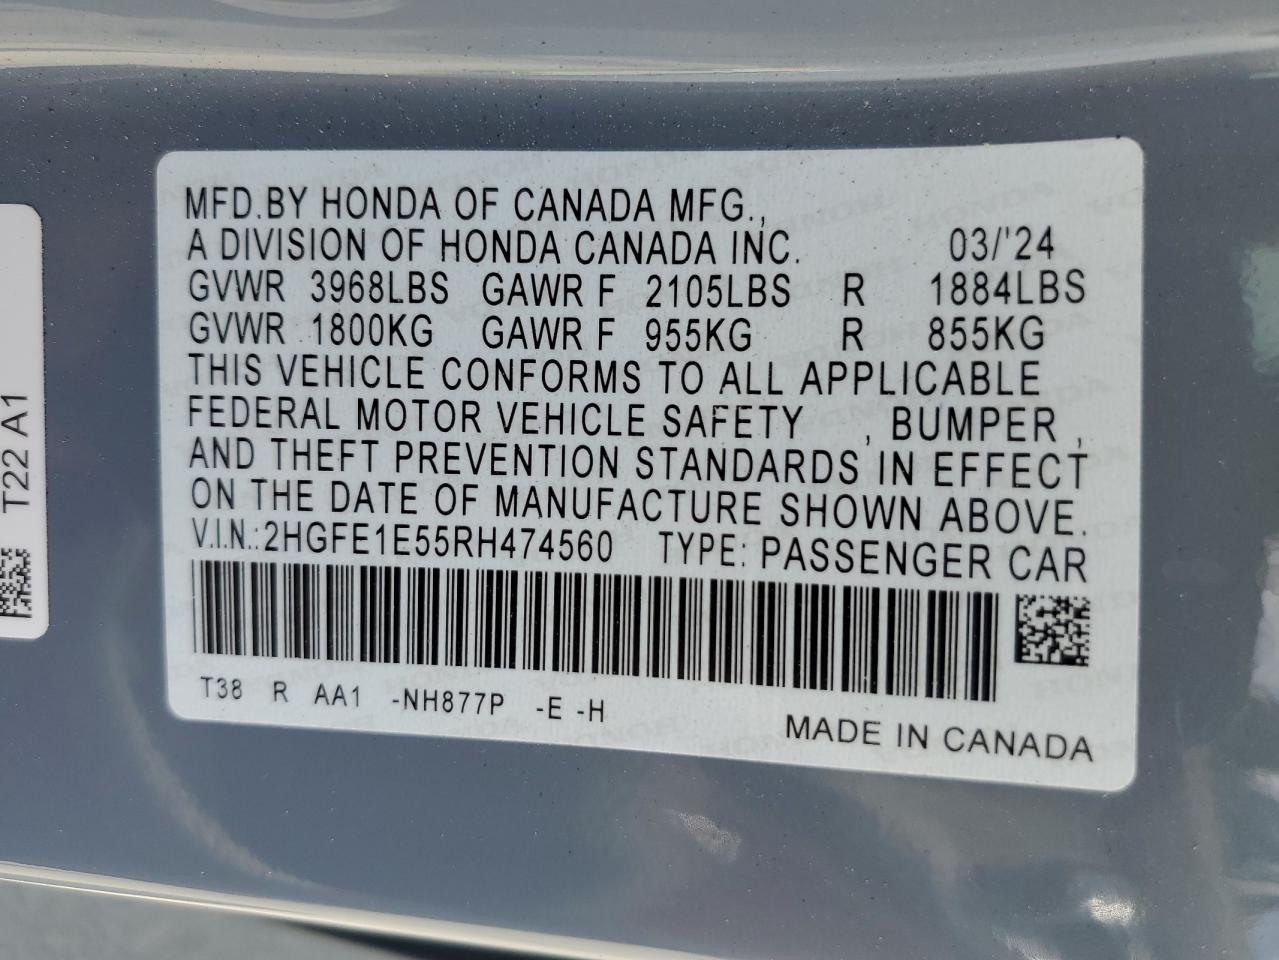 MFD.BY HONDA OF CANADA MFG.,
A DIVISION OF HONDA CANADA INC. 03/'24
GVWR 3968LBS GAWR F 2105LBS R 1884LBS
GVWR 1800KG GAWR F 955KG R 855KG
THIS VEHICLE CONFORMS TO ALL APPLICABLE
FEDERAL MOTOR VEHICLE SAFETY , BUMPER ,
AND THEFT PREVENTION STANDARDS IN EFFECT
ON THE DATE OF MANUFACTURE SHOWN ABOVE.
V.I.N.:2HGFE1E55RH474560 TYPE: PASSENGER CAR
T38 R AA1 -NH877P -E -H
MADE IN CANADA
T22 A1